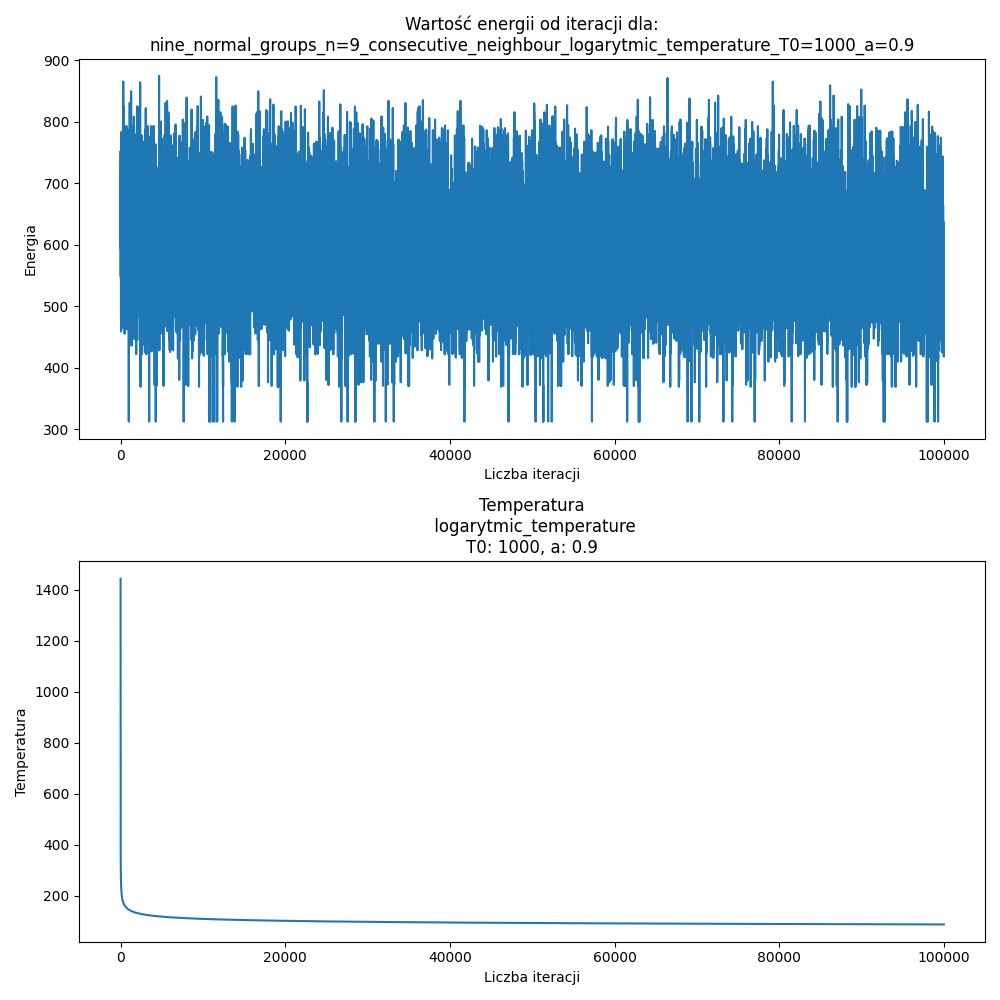 Wartość energii od iteracji dla:
nine_normal_groups_n=9_consecutive_neighbour_logarytmic_temperature_T0=1000_a=0.9
900
800
700
600
500
400
300
Energia
0 20000 40000 60000 80000 100000
Liczba iteracji
Temperatura
logarytmic_temperature
T0: 1000, a: 0.9
1400
1200
1000
800
600
400
200
Temperatura
0 20000 40000 60000 80000 100000
Liczba iteracji